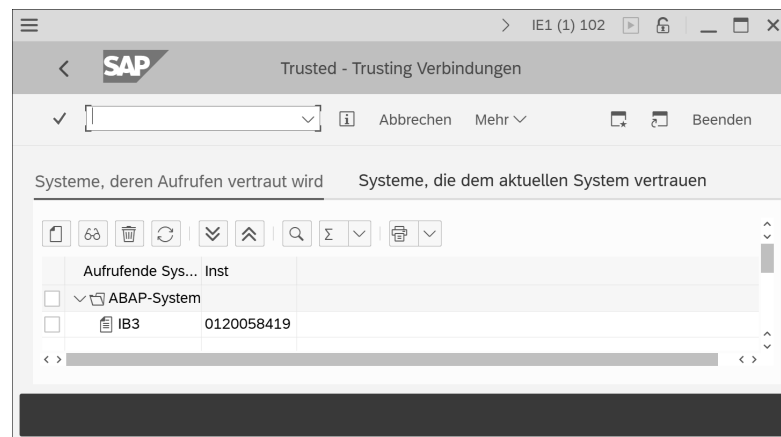 IE1 (1) 102
SAP
Trusted - Trusting Verbindungen
Abbrechen Mehr Beenden
Systeme, deren Aufrufen vertraut wird Systeme, die dem aktuellen System vertrauen
Aufrufende Sys... Inst
ABAP-System
IB3 0120058419